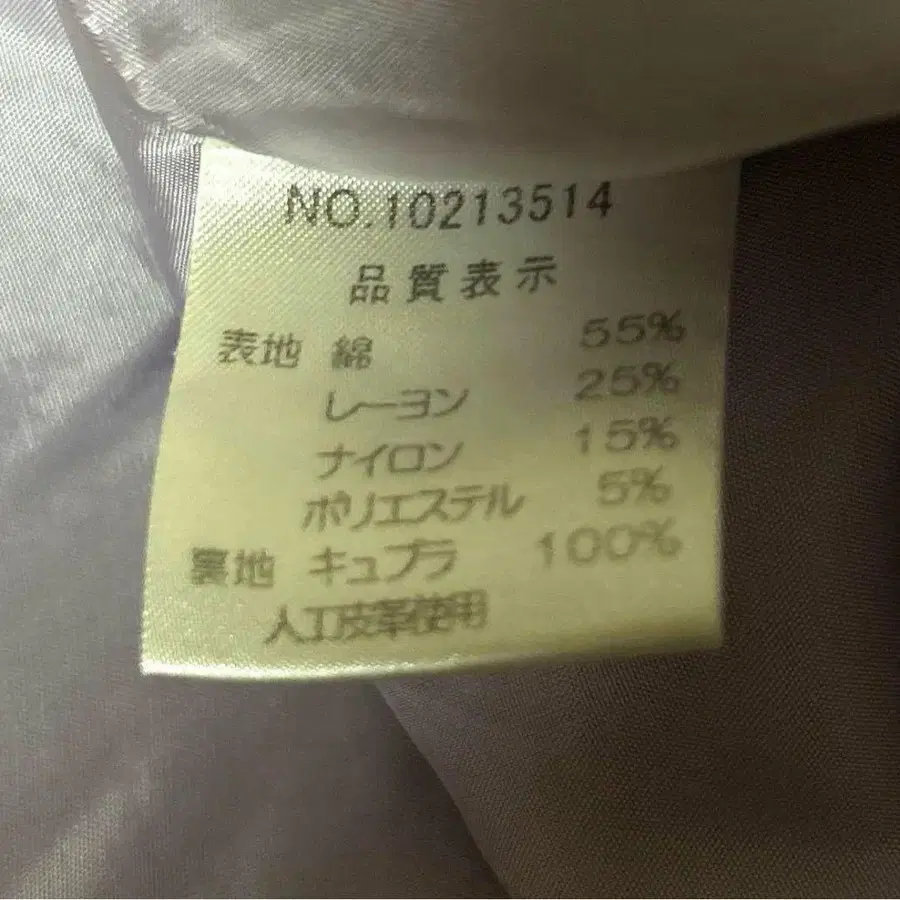 NO.10213514
品質表示
表地 綿 55%
レーヨン 25%
ナイロン 15%
ポリエステル 5%
裏地 キュプラ 100%
人工皮革使用